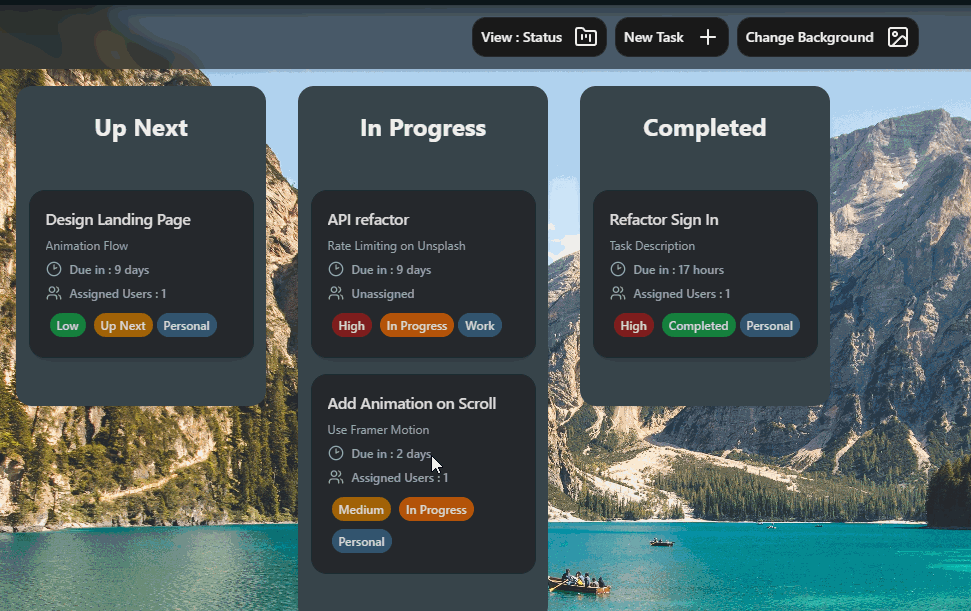 View : Status
New Task
Change Background
Up Next
Design Landing Page
Animation Flow
Due in : 9 days
Assigned Users : 1
Low Up Next Personal
In Progress
API refactor
Rate Limiting on Unsplash
Due in : 9 days
Unassigned
High In Progress Work
Add Animation on Scroll
Use Framer Motion
Due in : 2 days
Assigned Users : 1
Medium In Progress
Personal
Completed
Refactor Sign In
Task Description
Due in : 17 hours
Assigned Users : 1
High Completed Personal